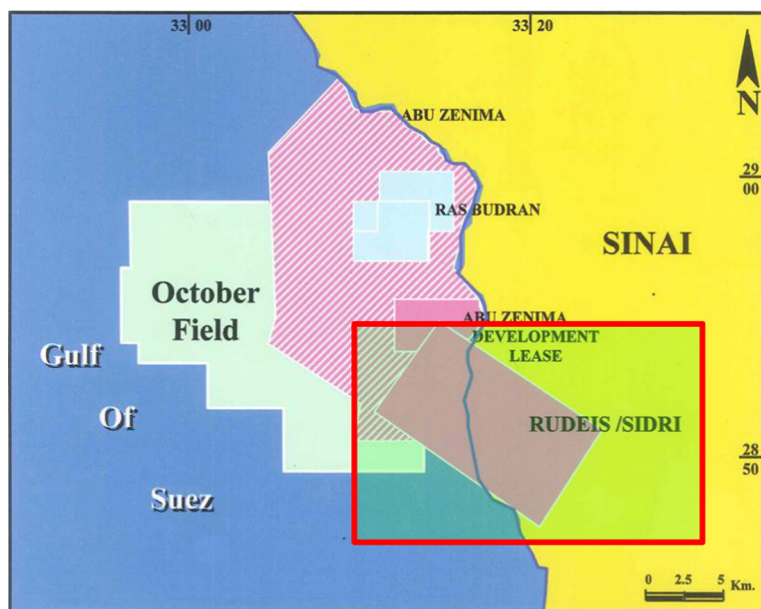 33 00
33 20
ABU ZENIMA
N
29
00
RAS BUDRAN
SINAI
October
Field
ABU ZENIMA
DEVELOPMENT
LEASE
Gulf
Of
Suez
RUDEIS /SIDRI
28
50
0 2.5 5
Km.